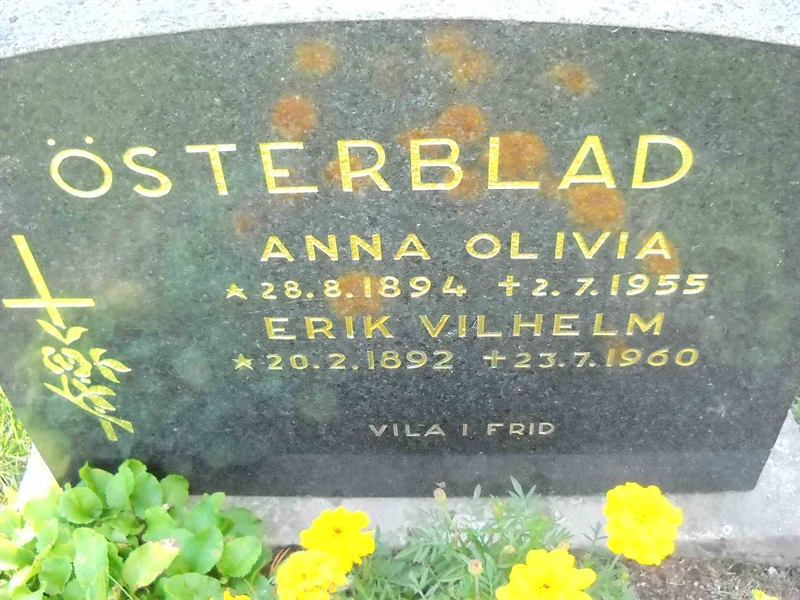 ÖSTERBLAD
ANNA OLIVIA
★ 28.8.1894 ✝ 2.7.1955
ERIK VILHELM
★ 20.2.1892 ✝ 23.7.1960
VILA I FRID